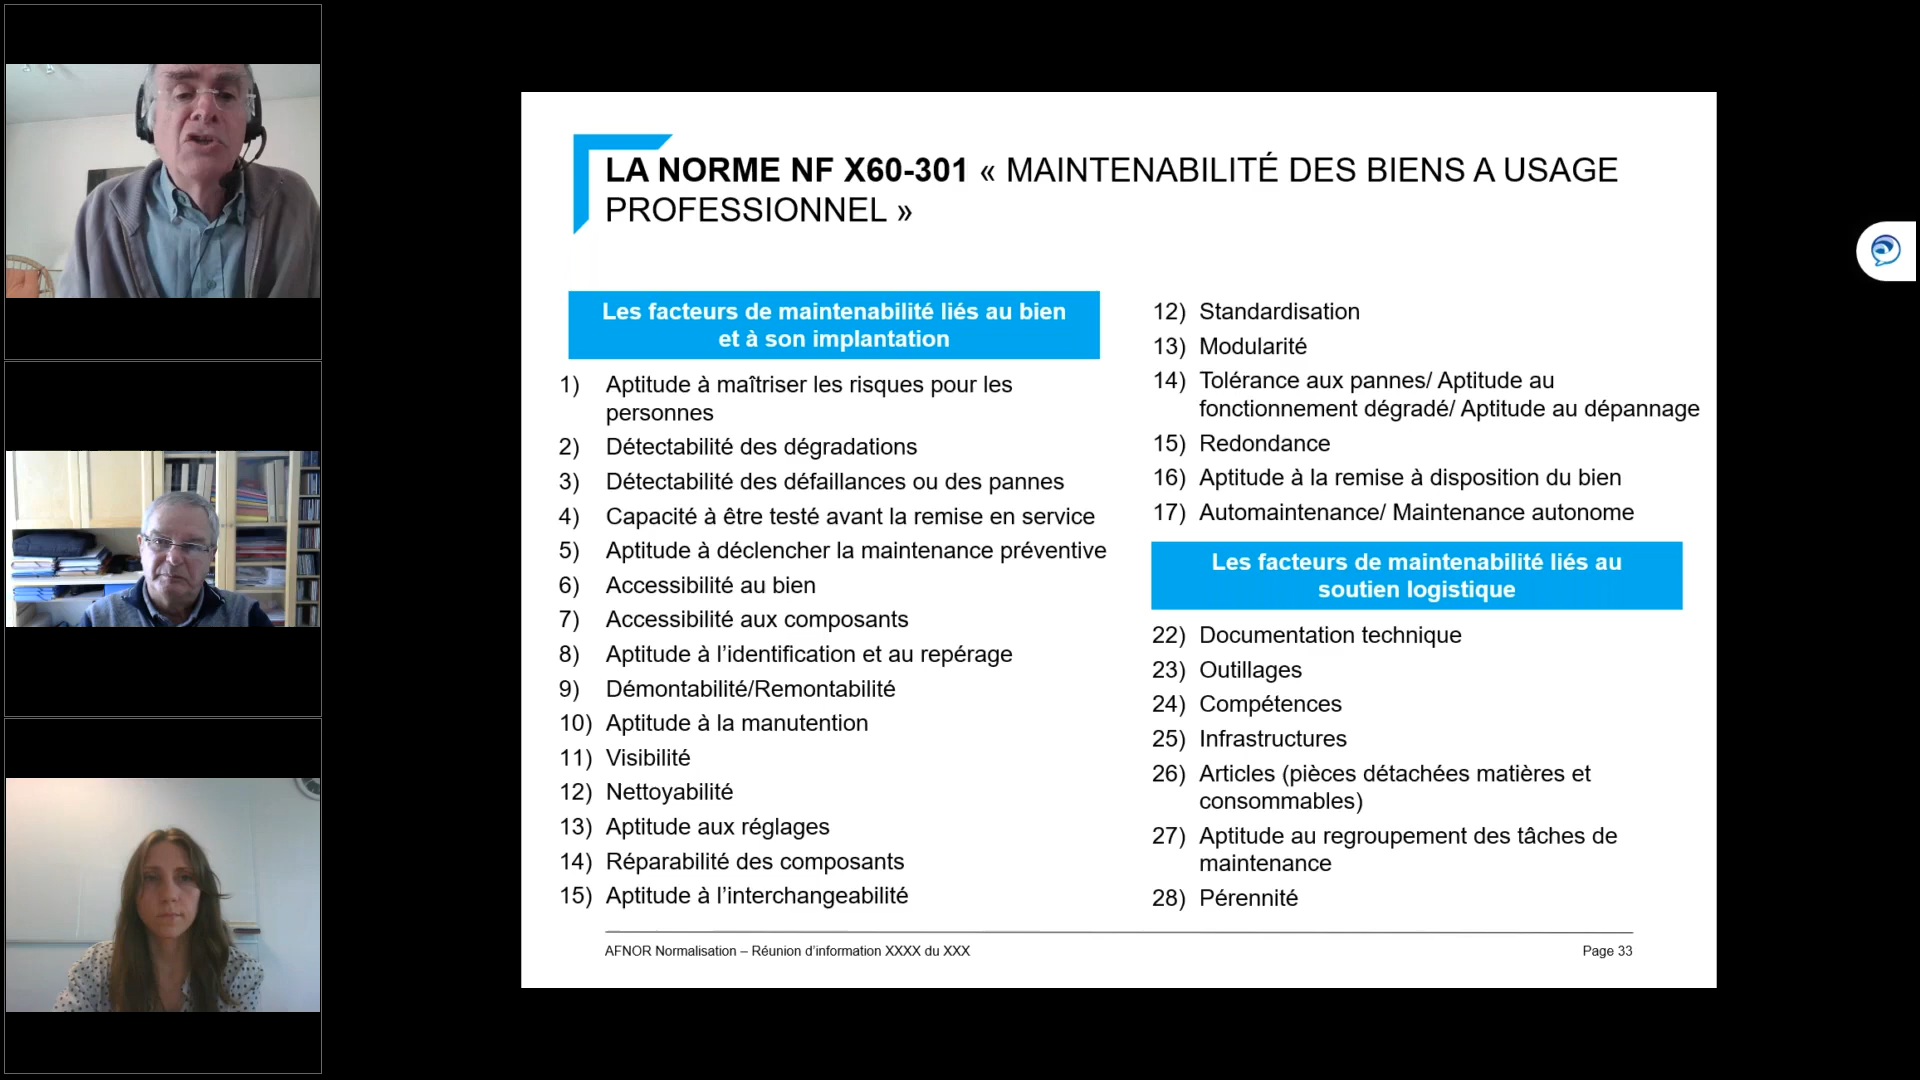 LA NORME NF X60-301 « MAINTENABILITÉ DES BIENS A USAGE
PROFESSIONNEL »
Les facteurs de maintenabilité liés au bien
et à son implantation
1) Aptitude à maîtriser les risques pour les
personnes
2) Détectabilité des dégradations
3) Détectabilité des défaillances ou des pannes
4) Capacité à être testé avant la remise en service
5) Aptitude à déclencher la maintenance préventive
6) Accessibilité au bien
7) Accessibilité aux composants
8) Aptitude à l’identification et au repérage
9) Démontabilité/Remontabilité
10) Aptitude à la manutention
11) Visibilité
12) Nettoyabilité
13) Aptitude aux réglages
14) Réparabilité des composants
15) Aptitude à l’interchangeabilité
12) Standardisation
13) Modularité
14) Tolérance aux pannes/ Aptitude au
fonctionnement dégradé/ Aptitude au dépannage
15) Redondance
16) Aptitude à la remise à disposition du bien
17) Automaintenance/ Maintenance autonome
Les facteurs de maintenabilité liés au
soutien logistique
22) Documentation technique
23) Outillages
24) Compétences
25) Infrastructures
26) Articles (pièces détachées matières et
consommables)
27) Aptitude au regroupement des tâches de
maintenance
28) Pérennité
AFNOR Normalisation – Réunion d’information XXXX du XXX
Page 33